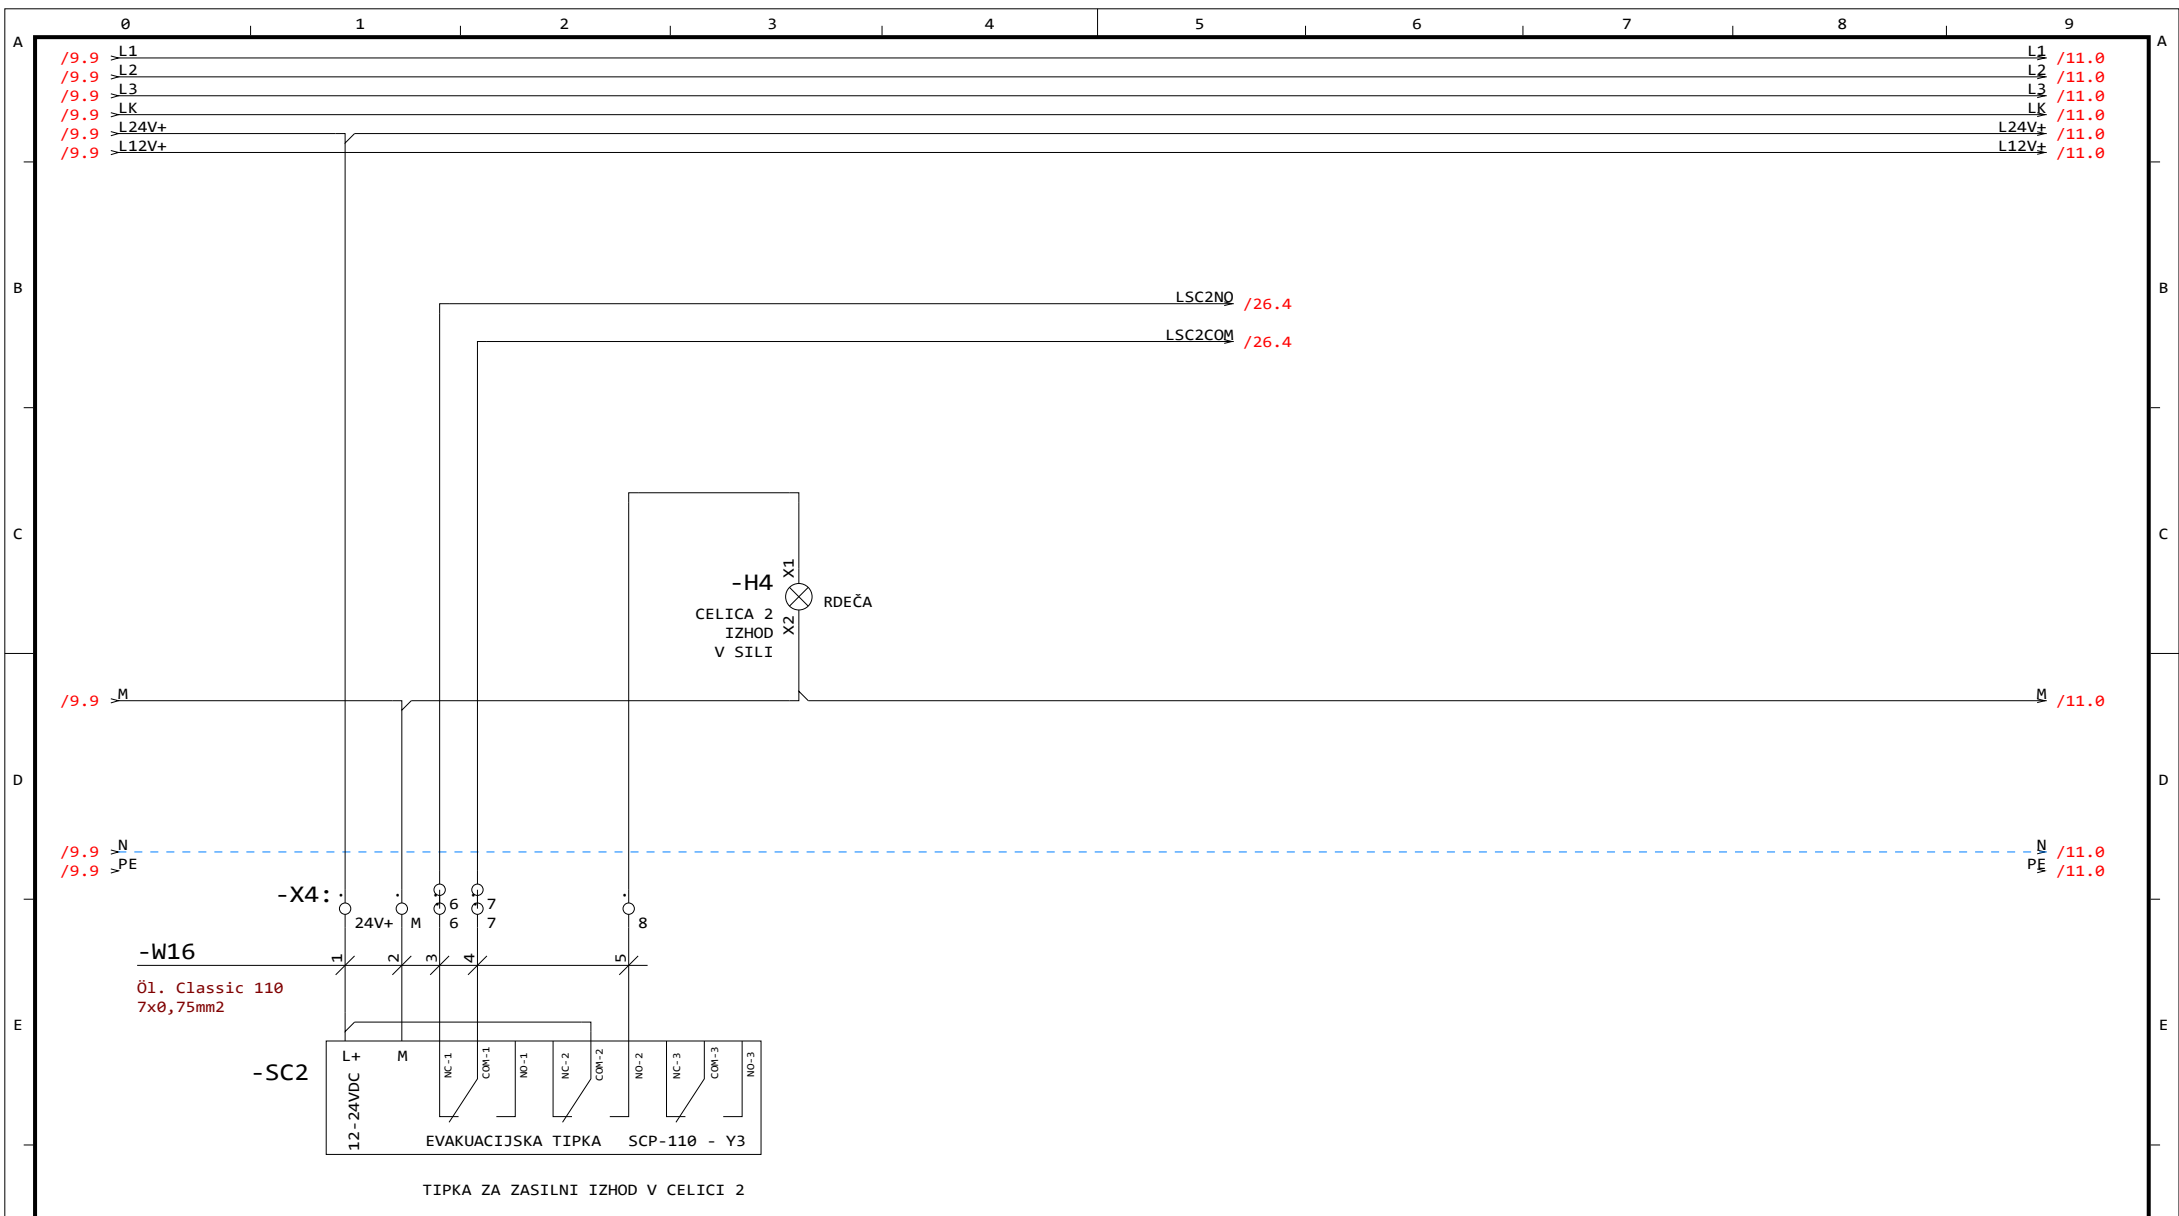 0 1 2 3 4 5 6 7 8 9
A A
/9.9 L1 L1 /11.0
/9.9 L2 L2 /11.0
/9.9 L3 L3 /11.0
/9.9 LK LK /11.0
/9.9 L24V+ L24V+ /11.0
/9.9 L12V+ L12V+ /11.0
B B
LSC2NO /26.4
LSC2COM /26.4
C C
-H4 X1
RDEČA
CELICA 2
IZHOD X2
V SILI
/9.9 M M /11.0
D D
/9.9 N N /11.0
/9.9 PE PE /11.0
-X4:
6 7
24V+ M 6 7 8
-W16 1 2 3 4 5
Öl. Classic 110
7x0,75mm2
E E
-SC2
L+ M NC-1 COM-1 NO-1 NC-2 COM-2 NO-2 NC-3 COM-3 NO-3
12-24VDC
EVAKUACIJSKA TIPKA SCP-110 - Y3
TIPKA ZA ZASILNI IZHOD V CELICI 2